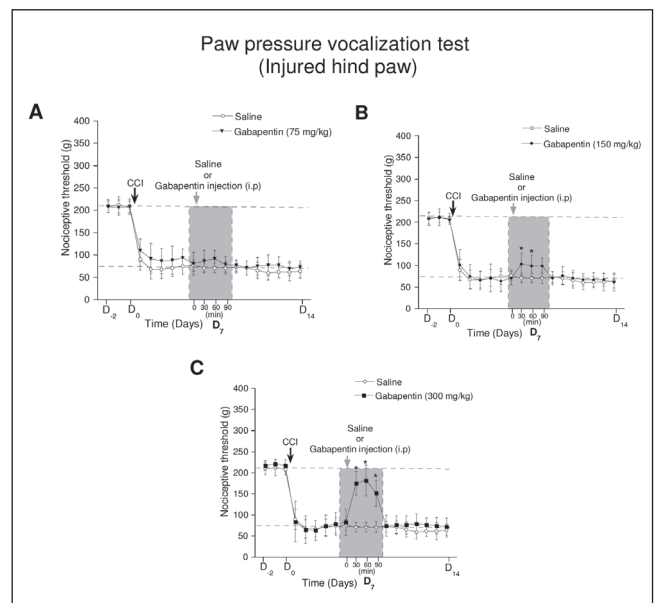 Paw pressure vocalization test
(Injured hind paw)
A
Saline
Gabapentin (75 mg/kg)
Nociceptive threshold (g)
400
350
300
250
200
150
100
50
0
CCI
Saline
or
Gabapentin injection (i.p)
D-2
D0
0 30 60 90
(min)
D7
D14
Time (Days)
B
Saline
Gabapentin (150 mg/kg)
Nociceptive threshold (g)
400
350
300
250
200
150
100
50
0
CCI
Saline
or
Gabapentin injection (i.p)
* *
D-2
D0
0 30 60 90
(min)
D7
D14
Time (Days)
C
Saline
Gabapentin (300 mg/kg)
Nociceptive threshold (g)
400
350
300
250
200
150
100
50
0
CCI
Saline
or
Gabapentin injection (i.p)
* * *
D-2
D0
0 30 60 90
(min)
D7
D14
Time (Days)